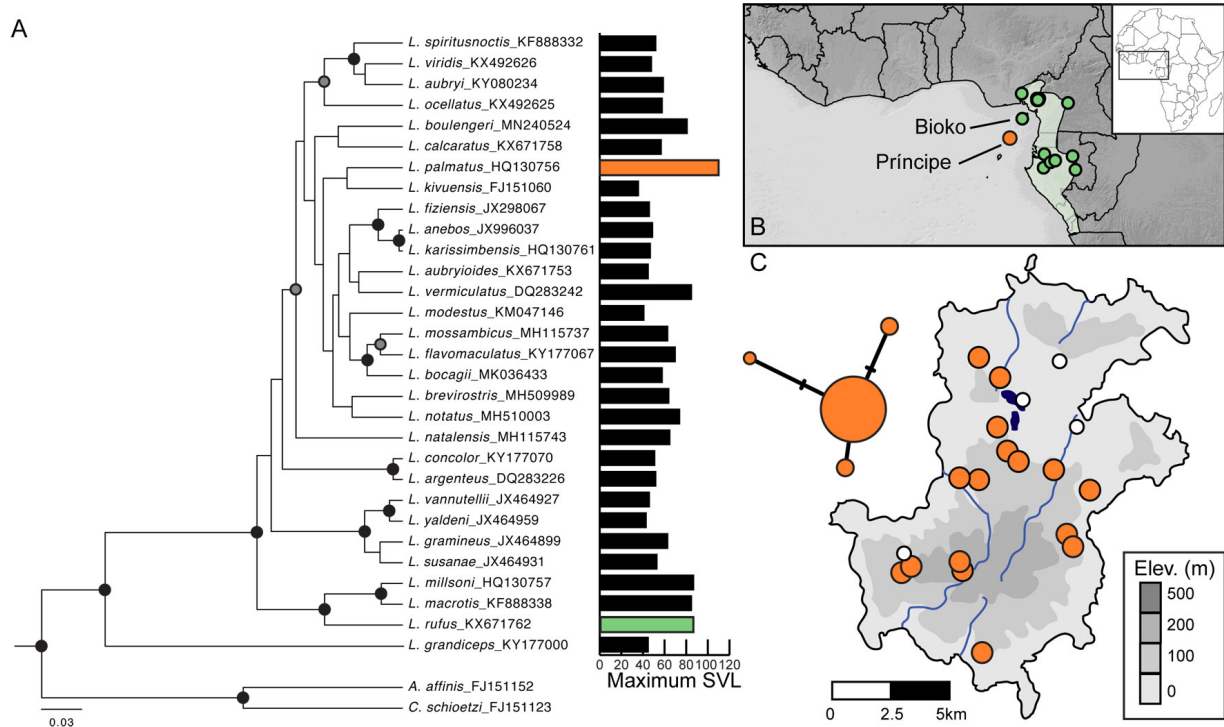 A
L. spiritusnoctis_KF888332
L. viridis_KX492626
L. aubryi_KY080234
L. ocellatus_KX492625
L. boulengeri_MN240524
L. calcaratus_KX671758
L. palmatus_HQ130756
L. kivuensis_FJ151060
L. fiziensis_JX298067
L. anebos_JX996037
L. karissimbensis_HQ130761
L. aubryioides_KX671753
L. vermiculatus_DQ283242
L. modestus_KM047146
L. mossambicus_MH115737
L. flavomaculatus_KY177067
L. bocagii_MK036433
L. brevirostris_MH509989
L. notatus_MH510003
L. natalensis_MH115743
L. concolor_KY177070
L. argenteus_DQ283226
L. vannutellii_JX464927
L. yaldeni_JX464959
L. gramineus_JX464899
L. susanae_JX464931
L. millsoni_HQ130757
L. macrotis_KF888338
L. rufus_KX671762
L. grandiceps_KY177000
A. affinis_FJ151152
C. schioetzi_FJ151123
0.03
0 20 40 60 80 100 120
Maximum SVL
Bioko
Príncipe
B
C
Elev. (m)
500
200
100
0
0 2.5 5km